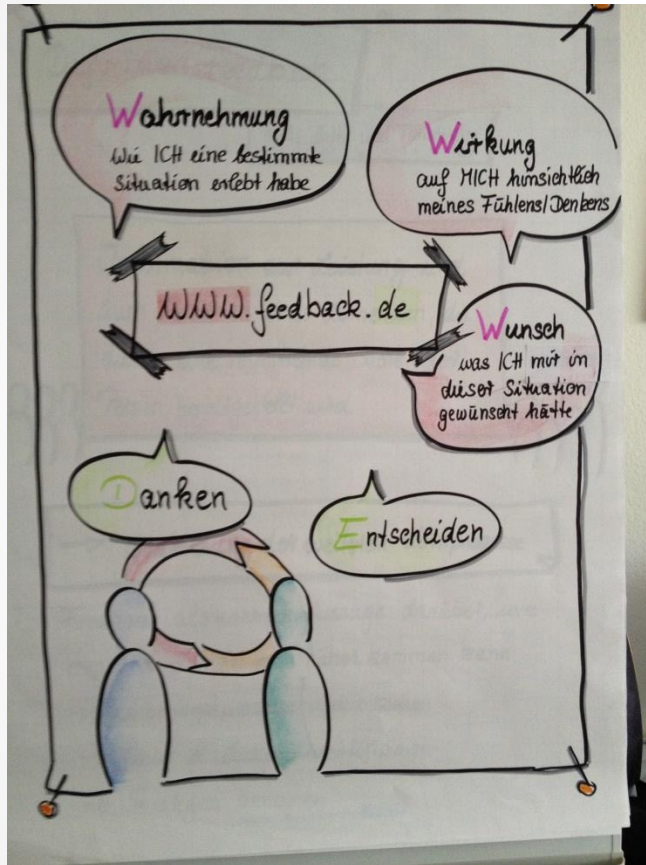 Wahrnehmung
Wie ICH eine bestimmte
Situation erlebt habe
Wirkung
auf MICH hinsichtlich
meines Fühlens/Denkens
WWW.feedback.de
Wunsch
was ICH mir in
dieser Situation
gewünscht hätte
Danken
Entscheiden